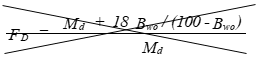 F_D = M_d + 18 B_wo / (100 - B_wo)
M_d